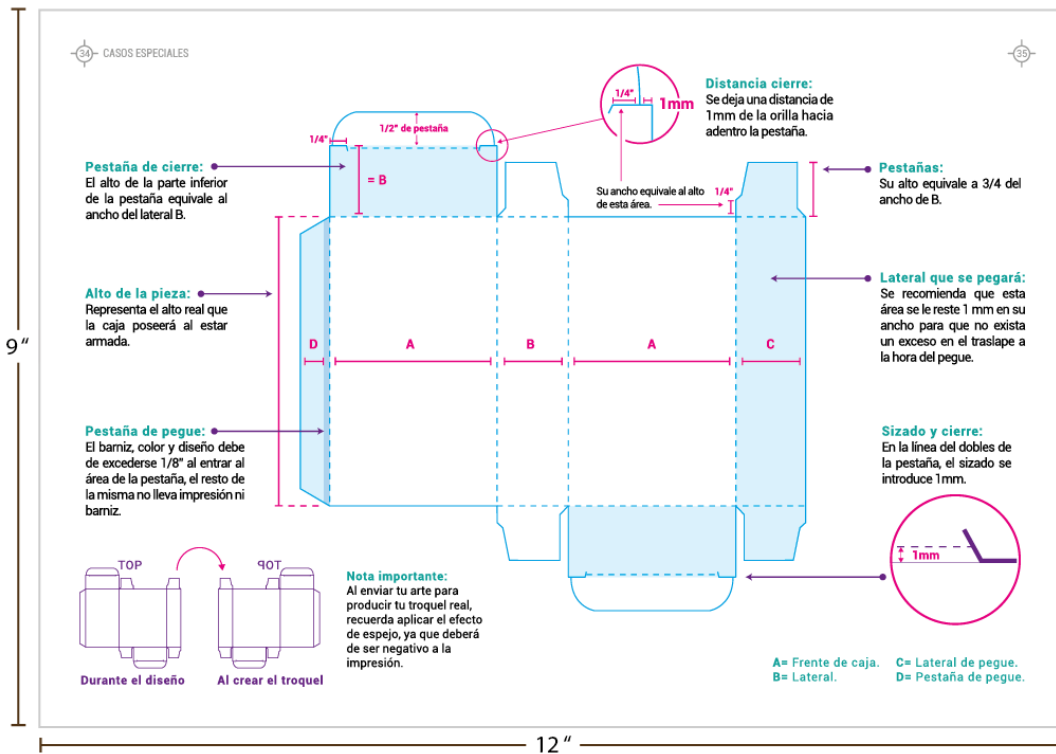 34 CASOS ESPECIALES
35
1/2" de pestaña
1/4"
= B
1/4"
1mm
Distancia cierre:
Se deja una distancia de
1mm de la orilla hacia
adentro la pestaña.
Pestaña de cierre:
El alto de la parte inferior
de la pestaña equivale al
ancho del lateral B.
Su ancho equivale al alto
de esta área.
1/4"
Pestañas:
Su alto equivale a 3/4 del
ancho de B.
Alto de la pieza:
Representa el alto real que
la caja poseerá al estar
armada.
Lateral que se pegará:
Se recomienda que esta
área se le reste 1 mm en su
ancho para que no exista
un exceso en el traslape a
la hora del pegue.
9“
D
A
B
A
C
Pestaña de pegue:
El barniz, color y diseño debe
de excederse 1/8" al entrar al
área de la pestaña, el resto de
de la misma no lleva impresión ni
barniz.
Sizado y cierre:
En la línea del dobles de
la pestaña, el sizado se
introduce 1mm.
1mm
TOP
TOP
Durante el diseño
Al crear el troquel
Nota importante:
Al enviar tu arte para
producir tu troquel real,
recuerda aplicar el efecto
de espejo, ya que deberá
de ser negativo a la
impresión.
A= Frente de caja. C= Lateral de pegue.
B= Lateral. D= Pestaña de pegue.
12“